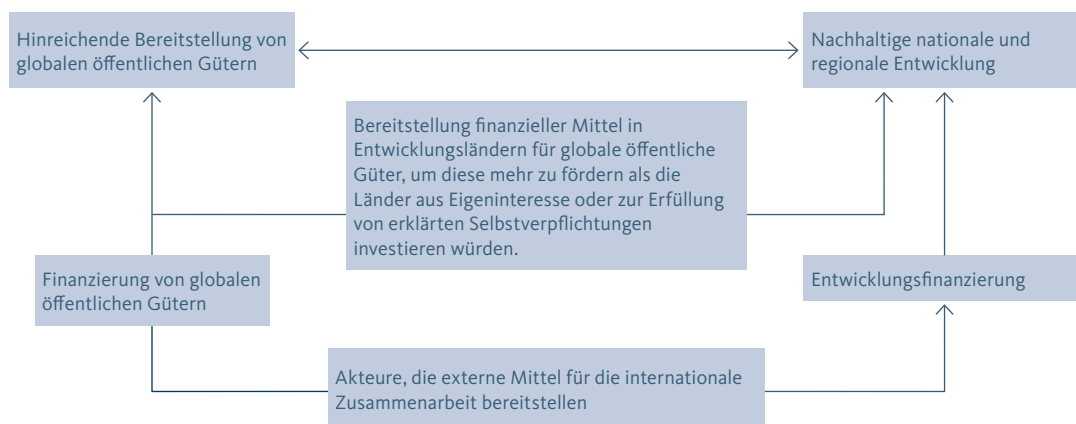 Hinreichende Bereitstellung von
globalen öffentlichen Gütern
Nachhaltige nationale und
regionale Entwicklung
Bereitstellung finanzieller Mittel in
Entwicklungsländern für globale öffentliche
Güter, um diese mehr zu fördern als die
Länder aus Eigeninteresse oder zur Erfüllung
von erklärten Selbstverpflichtungen
investieren würden.
Finanzierung von globalen
öffentlichen Gütern
Entwicklungsfinanzierung
Akteure, die externe Mittel für die internationale
Zusammenarbeit bereitstellen